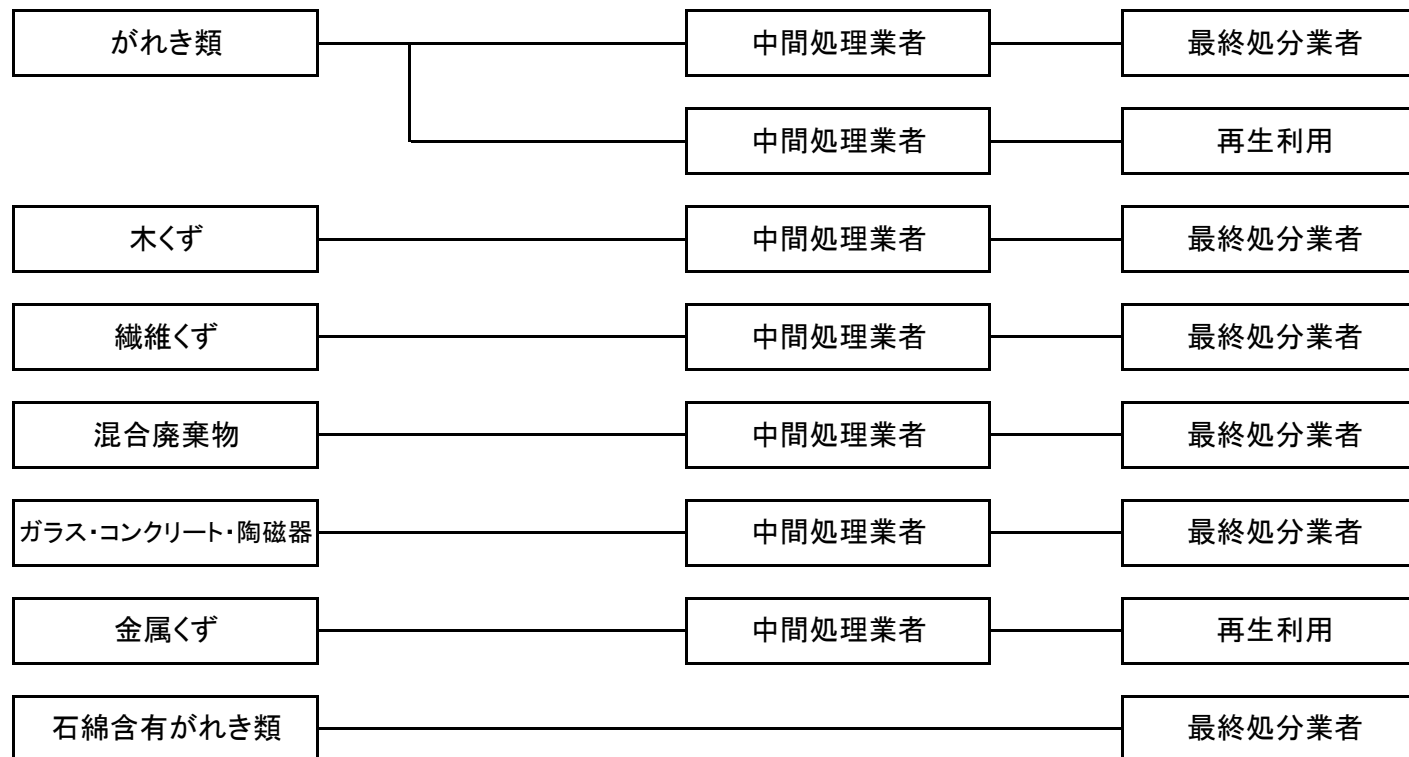 がれき類
中間処理業者
最終処分業者
中間処理業者
再生利用
木くず
中間処理業者
最終処分業者
繊維くず
中間処理業者
最終処分業者
混合廃棄物
中間処理業者
最終処分業者
ガラス・コンクリート・陶磁器
中間処理業者
最終処分業者
金属くず
中間処理業者
再生利用
石綿含有がれき類
最終処分業者